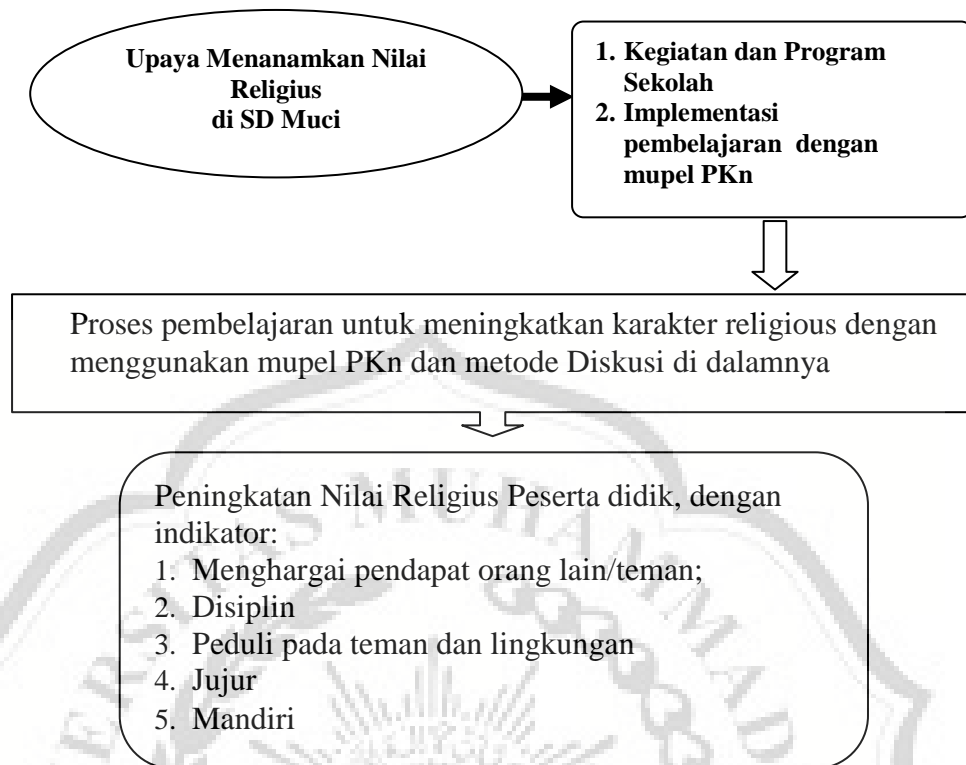 Upaya Menanamkan Nilai
Religius
di SD Muci
1. Kegiatan dan Program
Sekolah
2. Implementasi
pembelajaran dengan
mupel PKn
Proses pembelajaran untuk meningkatkan karakter religious dengan
menggunakan mupel PKn dan metode Diskusi di dalamnya
Peningkatan Nilai Religius Peserta didik, dengan
indikator:
1. Menghargai pendapat orang lain/teman;
2. Disiplin
3. Peduli pada teman dan lingkungan
4. Jujur
5. Mandiri
ERSITAS MUHAMMAD